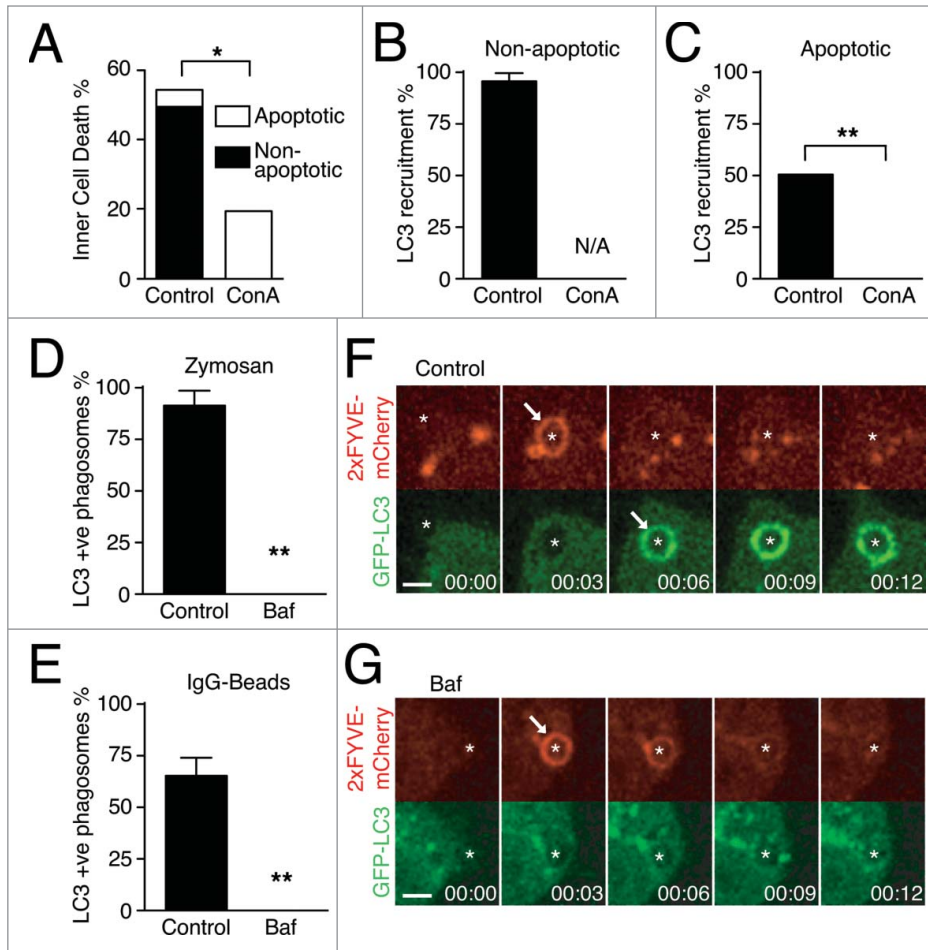 A
Inner Cell Death %
60
40
20
0
*
Apoptotic
Non-
apoptotic
Control
ConA
B
Non-apoptotic
LC3 recruitment %
100
75
50
25
0
N/A
Control
ConA
C
Apoptotic
LC3 recruitment %
100
75
50
25
0
**
Control
ConA
D
Zymosan
LC3 +ve phagosomes %
100
75
50
25
0
**
Control
Baf
E
IgG-Beads
LC3 +ve phagosomes %
100
75
50
25
0
**
Control
Baf
F
Control
2xFYVE-
mCherry
* * * * *
GFP-LC3
* * * * *
00:00 00:03 00:06 00:09 00:12
G
Baf
2xFYVE-
mCherry
* * * * *
GFP-LC3
* * * * *
00:00 00:03 00:06 00:09 00:12